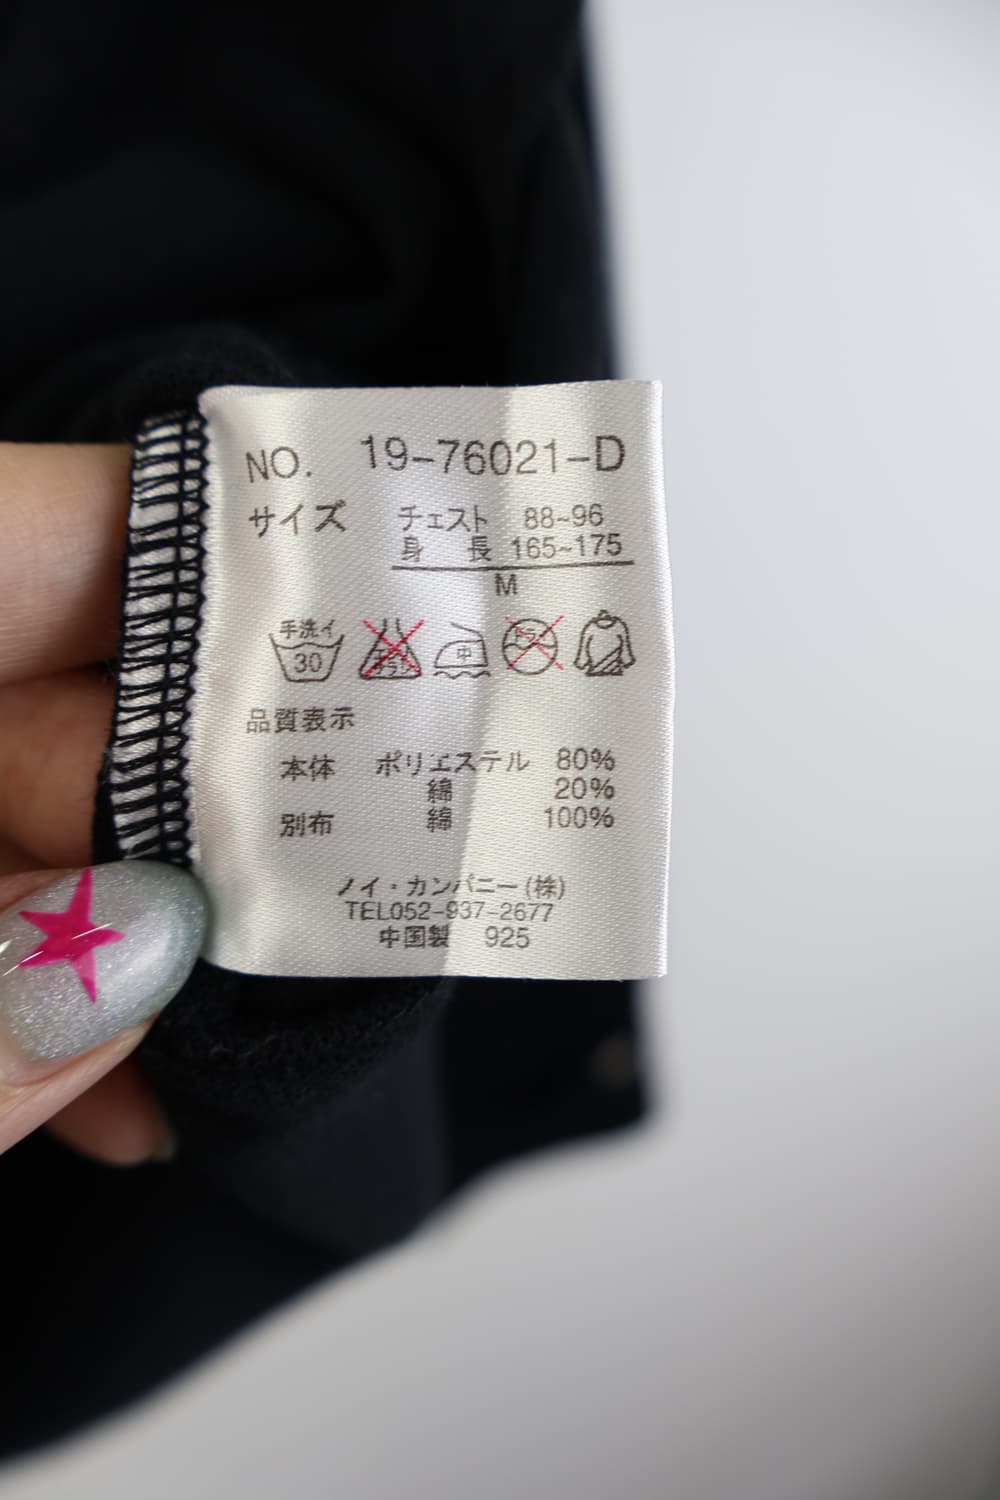 NO. 19-76021-D
サイズ チェスト 88~96
身長 165~175
M
手洗イ
30
中
品質表示
本体 ポリエステル 80%
綿 20%
別布 綿 100%
ノイ・カンパニー(株)
TEL052-937-2677
中国製 925